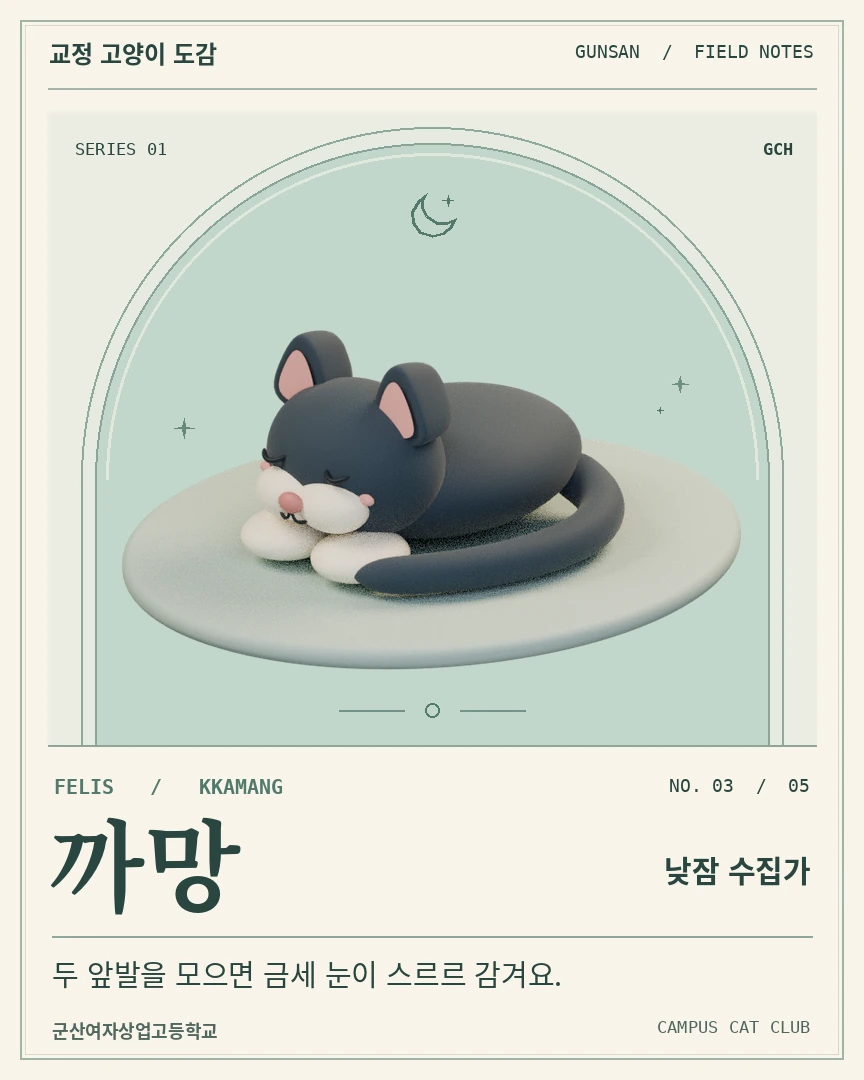 교정 고양이 도감
GUNSAN / FIELD NOTES
SERIES 01
GCH
FELIS / KKAMANG
NO. 03 / 05
까망
낮잠 수집가
두 앞발을 모으면 금세 눈이 스르르 감겨요.
군산여자상업고등학교
CAMPUS CAT CLUB